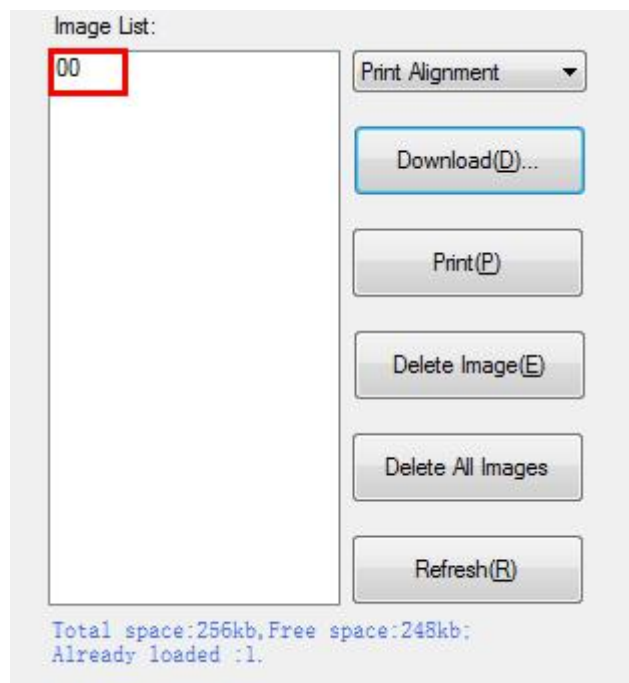 Image List:
00
Print Alignment
Download(D)...
Print(P)
Delete Image(E)
Delete All Images
Refresh(R)
Total space:256kb,Free space:248kb;
Already loaded :1.